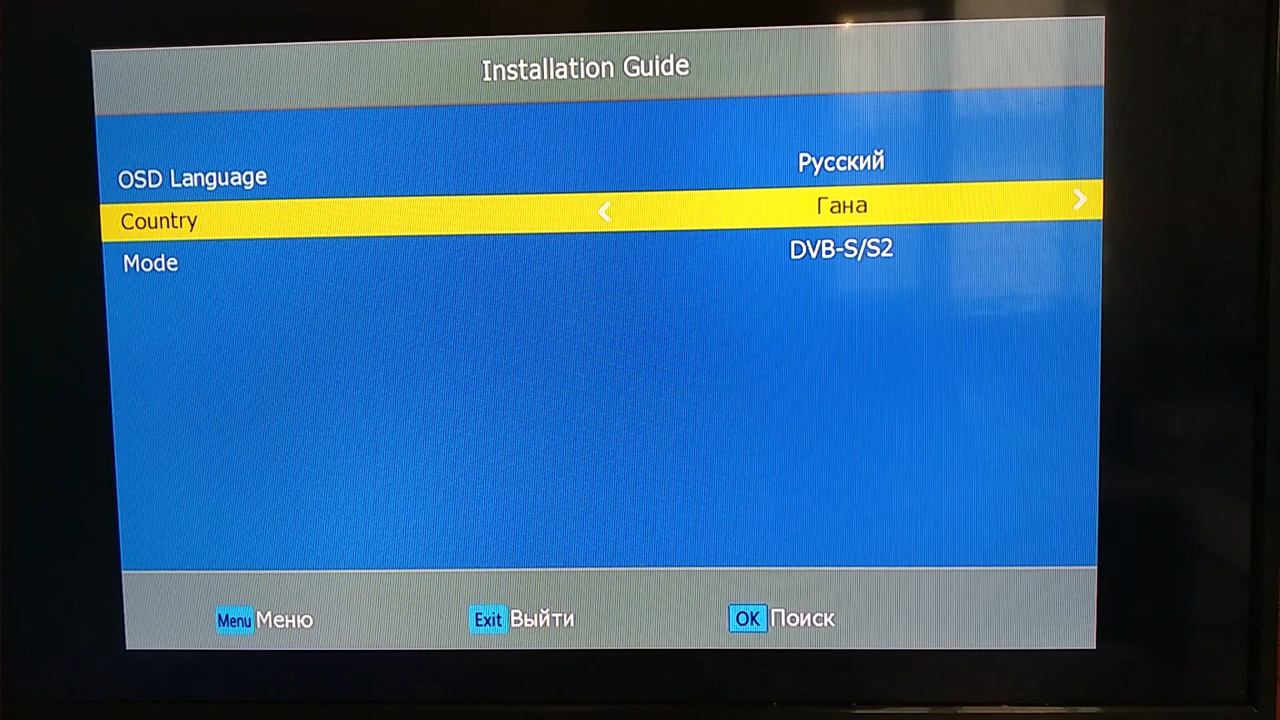 Installation Guide
OSD Language Русский
Country Гана
Mode DVB-S/S2
Menu Меню Exit Выйти OK Поиск